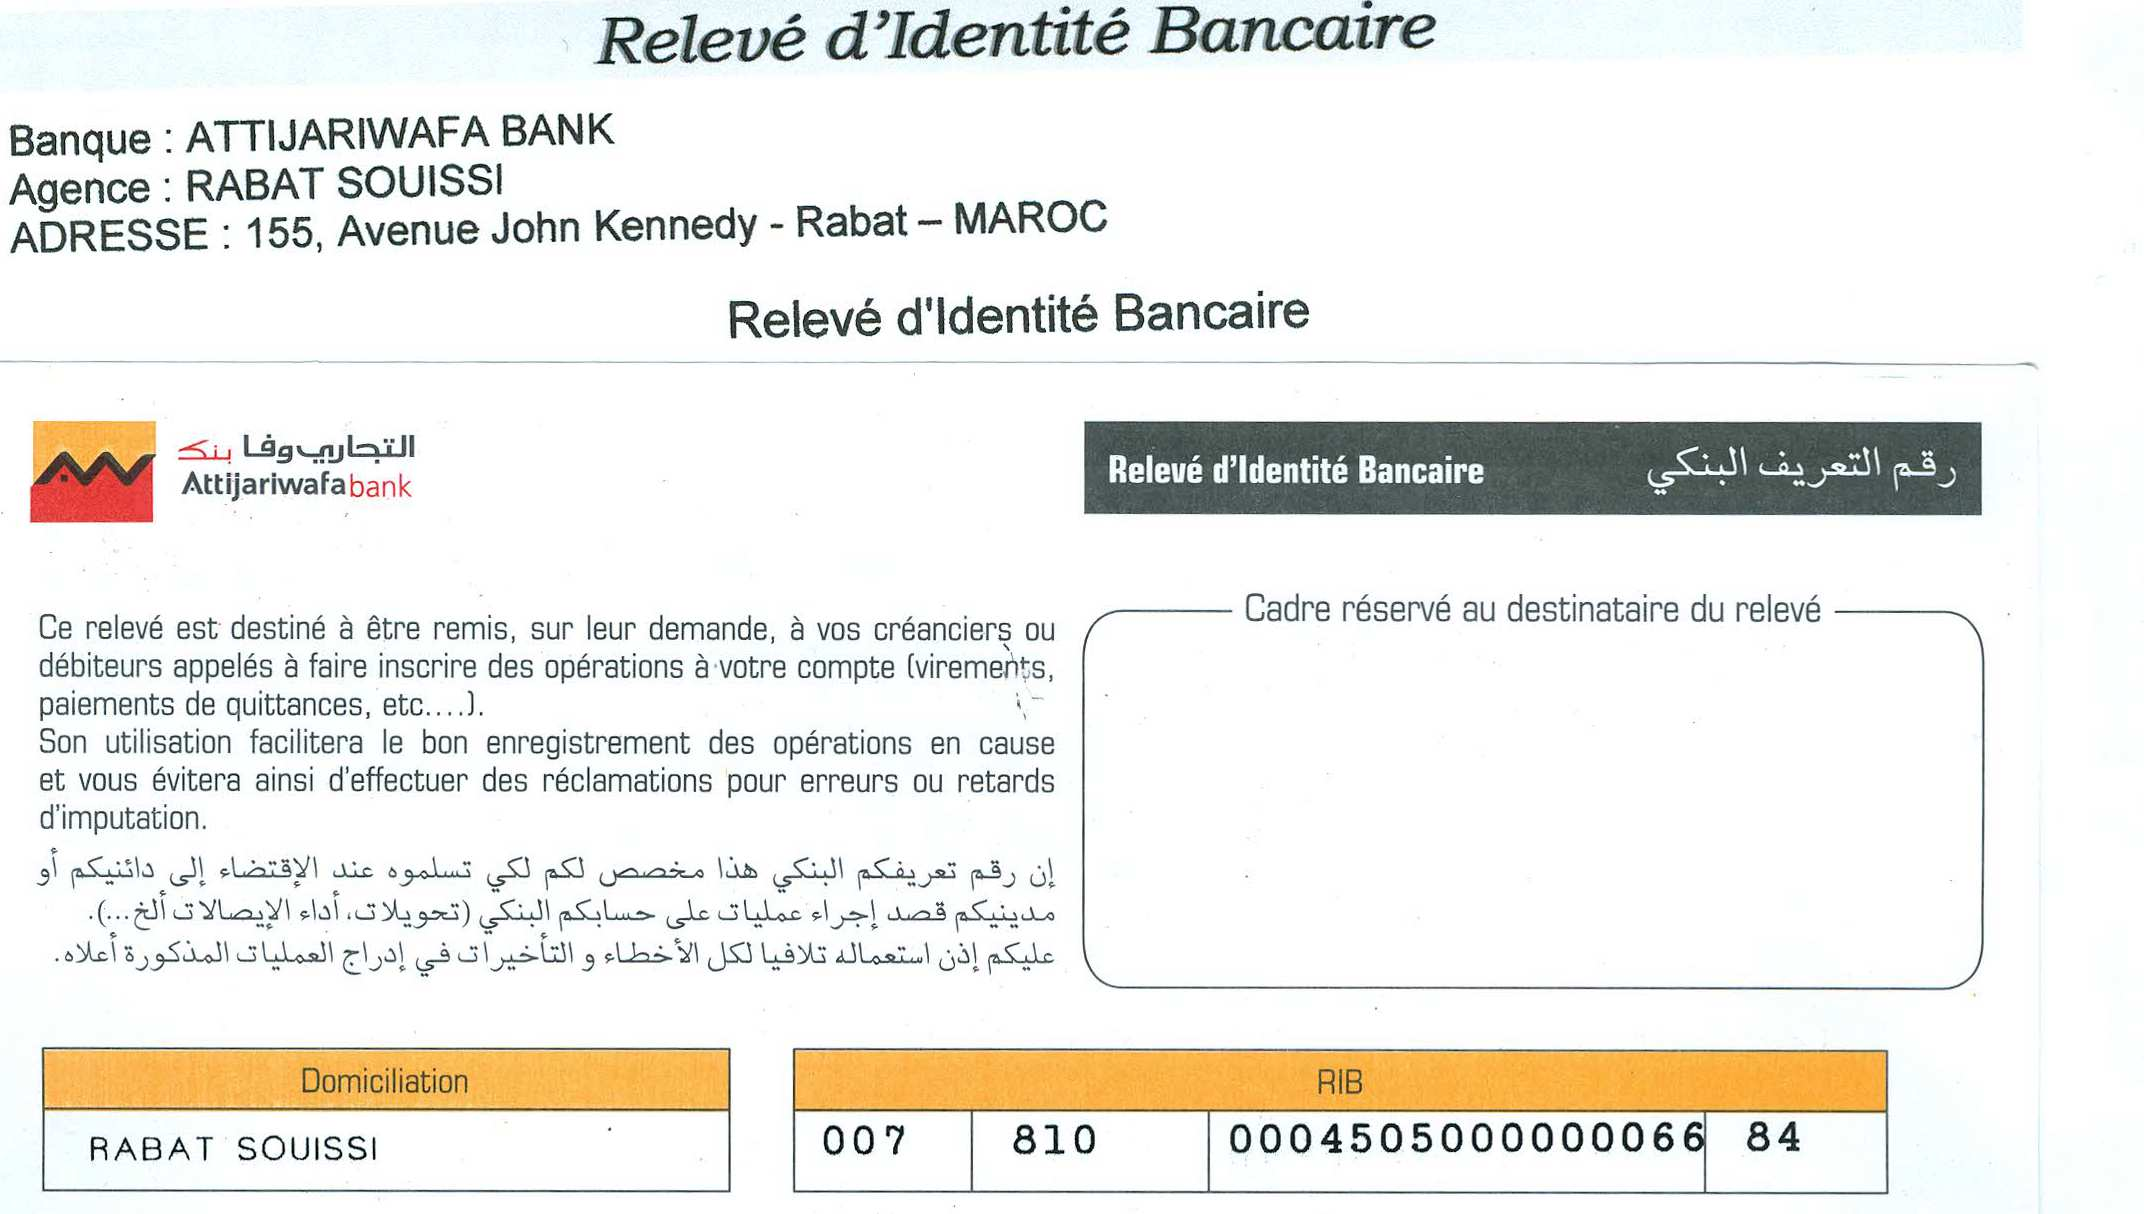 Relevé d'Identité Bancaire
Banque : ATTIJARIWAFA BANK
Agence : RABAT SOUISSI
ADRESSE : 155, Avenue John Kennedy - Rabat – MAROC
Relevé d'Identité Bancaire
التجاري وفا بنك
Attijariwafa bank
Relevé d'Identité Bancaire رقم التعريف البنكي
Cadre réservé au destinataire du relevé
Ce relevé est destiné à être remis, sur leur demande, à vos créanciers ou
débiteurs appelés à faire inscrire des opérations à votre compte (virements,
paiements de quittances, etc....).
Son utilisation facilitera le bon enregistrement des opérations en cause
et vous évitera ainsi d'effectuer des réclamations pour erreurs ou retards
d'imputation.
إن رقم تعريفكم البنكي هذا مخصص لكم لكي تسلموه عند الإقتضاء إلى دائنيكم أو
مدينيكم قصد إجراء عمليات على حسابكم البنكي (تحويلات، أداء الإيصالات ألخ...).
عليكم إذن استعماله تلافيا لكل الأخطاء و التأخيرات في إدراج العمليات المذكورة أعلاه.
Domiciliation
RABAT SOUISSI
RIB
007 810 0004505000000066 84